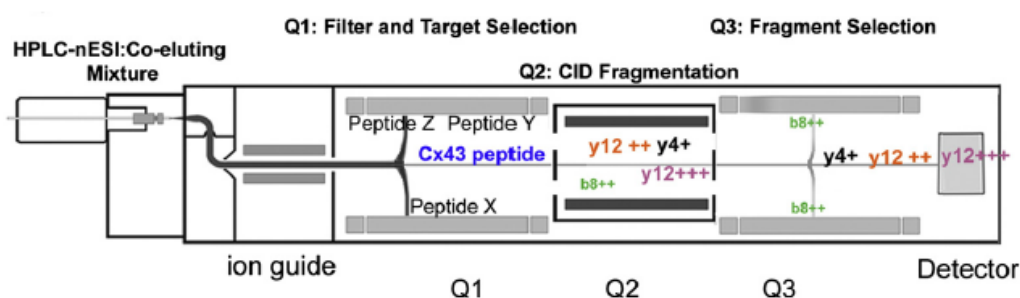 Q1: Filter and Target Selection
Q3: Fragment Selection
HPLC-nESI:Co-eluting
Mixture
Q2: CID Fragmentation
Peptide Z Peptide Y
Cx43 peptide
Peptide X
y12 ++ y4+
b8++ y12+++
b8++
y4+ y12 ++ y12+++
b8++
ion guide
Q1
Q2
Q3
Detector